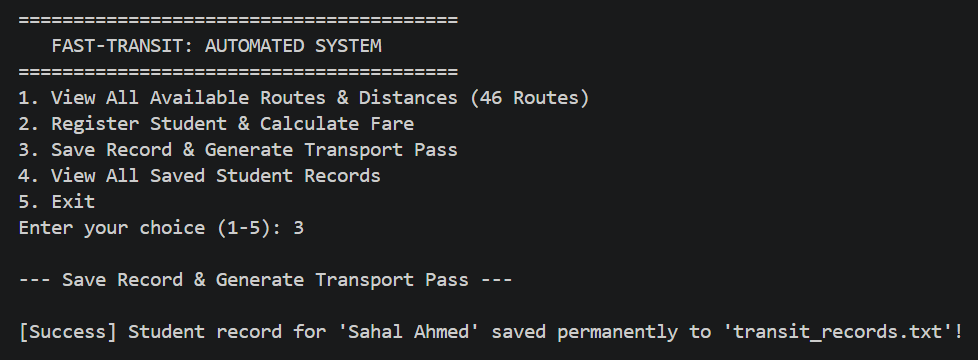 ========================================
FAST-TRANSIT: AUTOMATED SYSTEM
========================================
1. View All Available Routes & Distances (46 Routes)
2. Register Student & Calculate Fare
3. Save Record & Generate Transport Pass
4. View All Saved Student Records
5. Exit
Enter your choice (1-5): 3
--- Save Record & Generate Transport Pass ---
[Success] Student record for 'Sahal Ahmed' saved permanently to 'transit_records.txt'!